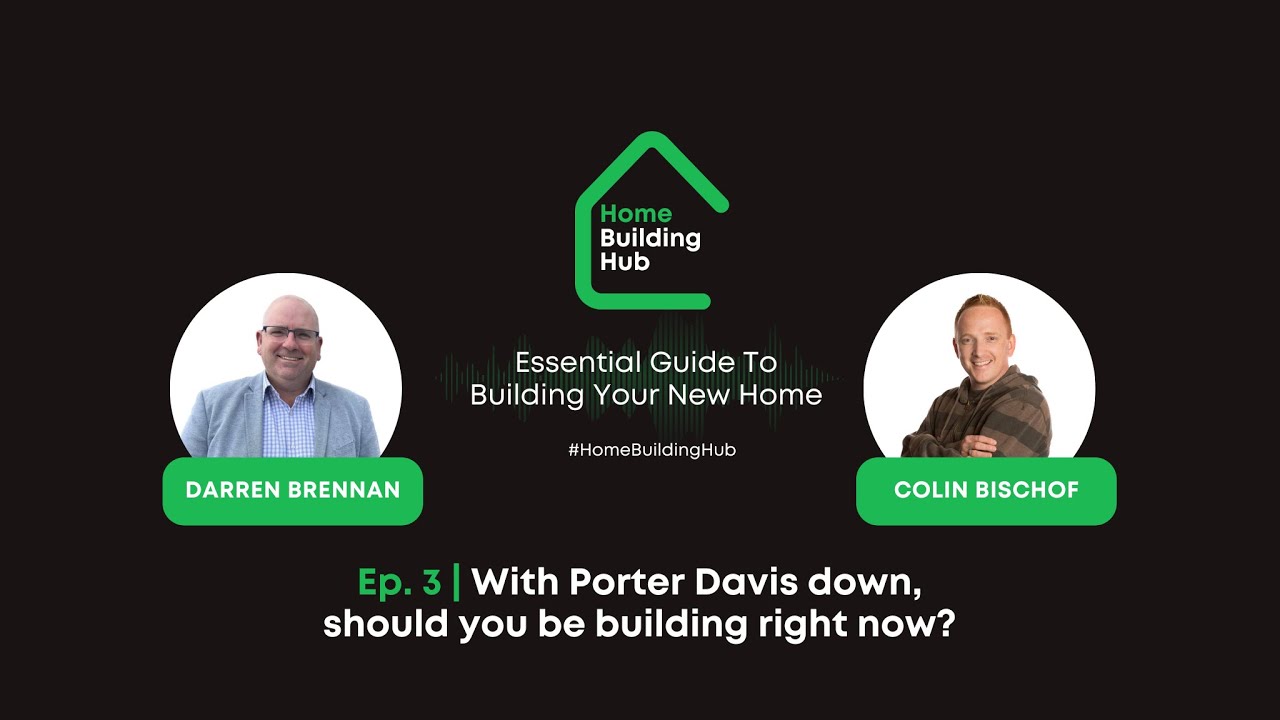 Home
Building
Hub
Essential Guide To
Building Your New Home
#HomeBuildingHub
DARREN BRENNAN
COLIN BISCHOF
Ep. 3 | With Porter Davis down,
should you be building right now?